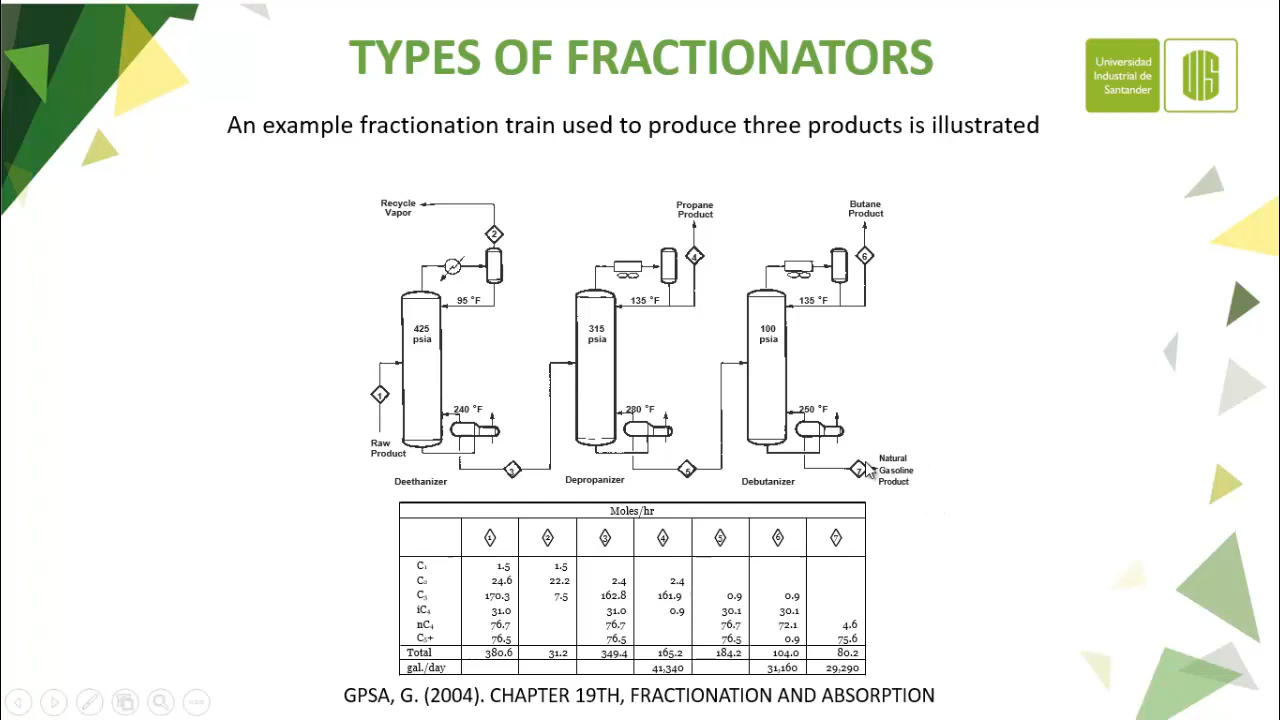 TYPES OF FRACTIONATORS
Universidad
Industrial de
Santander
UIS
An example fractionation train used to produce three products is illustrated
Recycle
Vapor
2
95 °F
425
psia
240 °F
1
Raw
Product
3
Deethanizer
Propane
Product
4
135 °F
315
psia
280 °F
5
Depropanizer
Butane
Product
6
135 °F
100
psia
250 °F
7
Natural
Gasoline
Product
Debutanizer
Moles/hr
1 2 3 4 5 6 7
C₁ 1.5 1.5
C₂ 24.6 22.2 2.4 2.4
C₃ 170.3 7.5 162.8 161.9 0.9 0.9
iC₄ 31.0 31.0 0.9 30.1 30.1
nC₄ 76.7 76.7 76.7 72.1 4.6
C₅+ 76.5 76.5 76.5 0.9 75.6
Total 380.6 31.2 349.4 165.2 184.2 104.0 80.2
gal./day 41,340 31,160 29,290
GPSA, G. (2004). CHAPTER 19TH, FRACTIONATION AND ABSORPTION